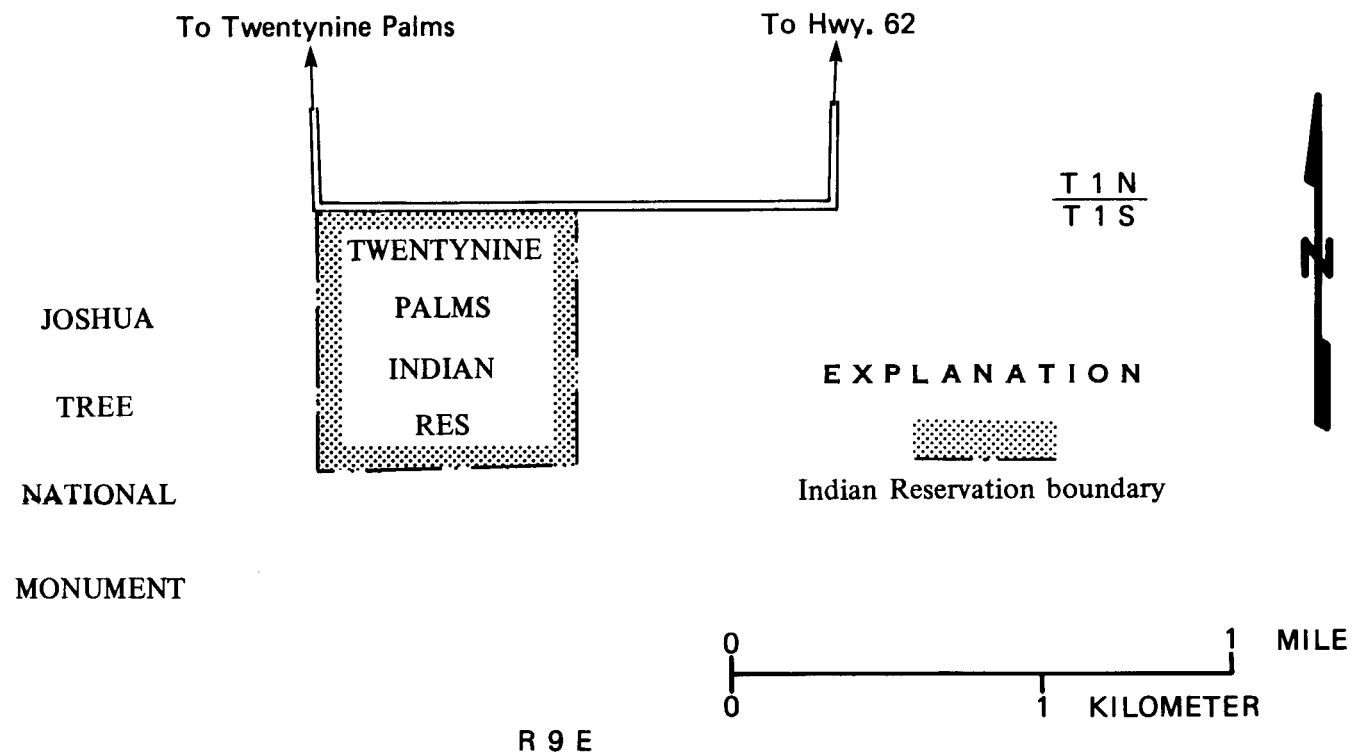 To Twentynine Palms
To Hwy. 62
T 1 N
T 1 S
N
TWENTYNINE
PALMS
INDIAN
RES
JOSHUA
TREE
NATIONAL
MONUMENT
EXPLANATION
Indian Reservation boundary
0 1 MILE
0 1 KILOMETER
R 9 E